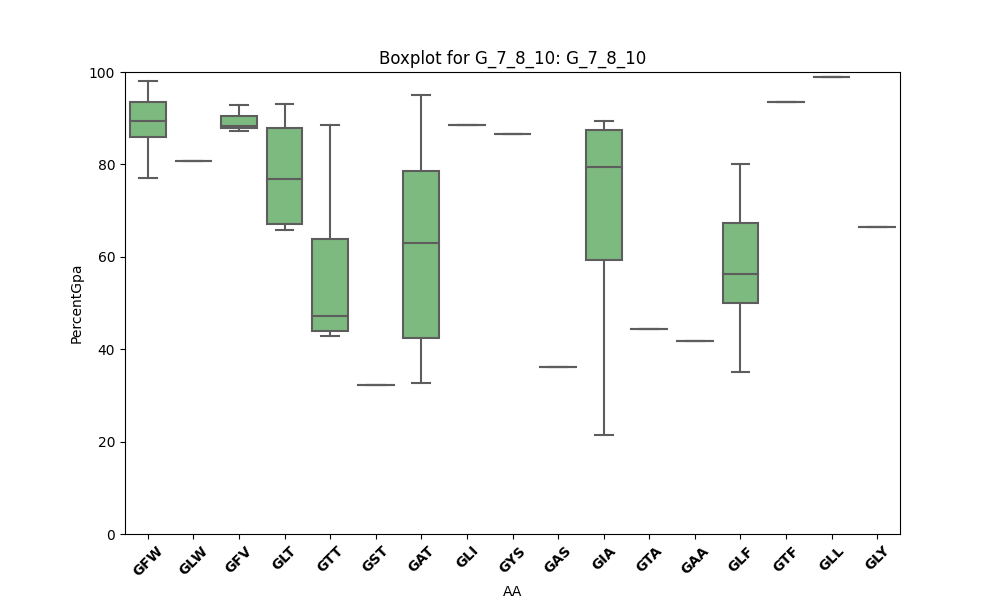 Boxplot for G_7_8_10: G_7_8_10
PercentGpa
100
80
60
40
20
0
GFW GLW GFV GLT GTT GST GAT GLI GYS GAS GIA GTA GAA GLF GTF GLL GLY
AA